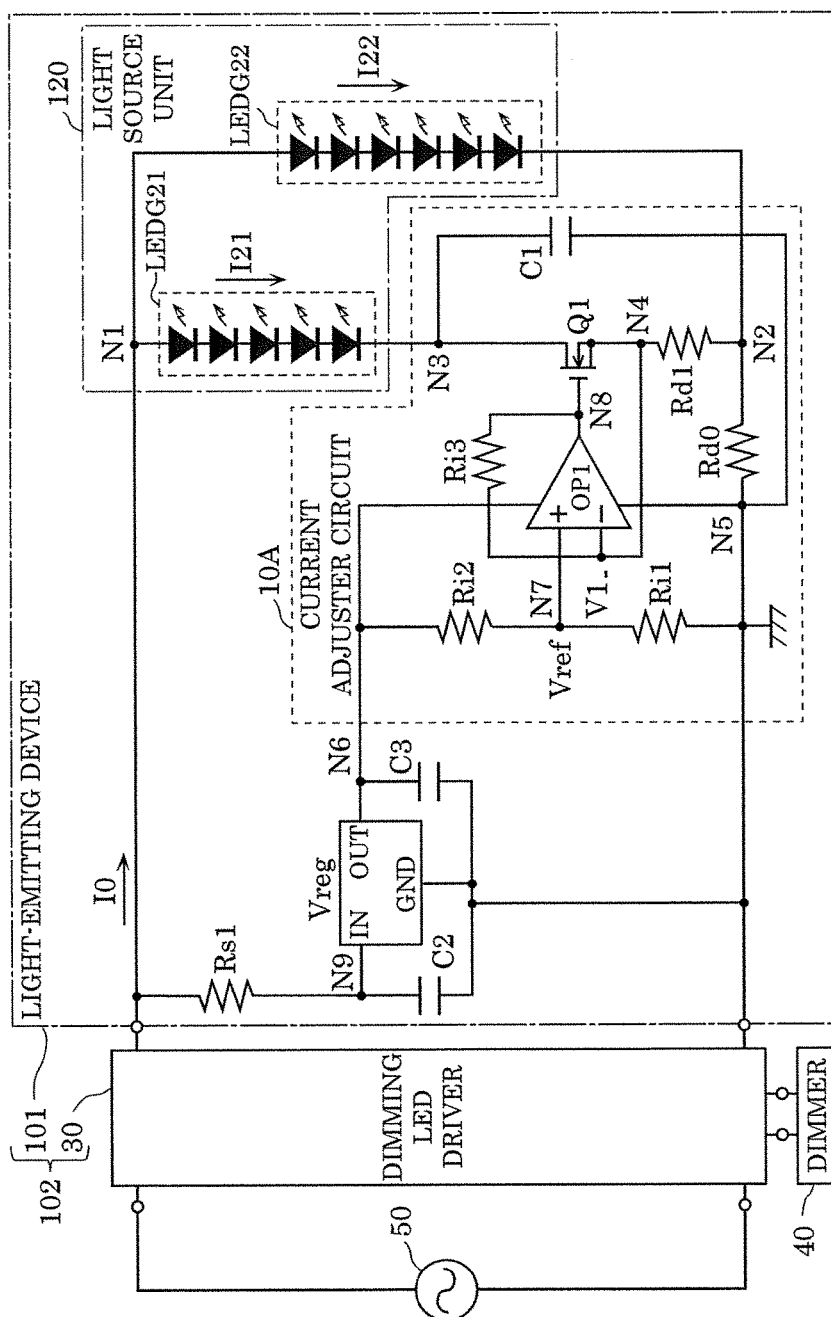 LIGHT-EMITTING DEVICE
120
LIGHT
SOURCE
UNIT
LEDG22
I22
LEDG21
I21
I0
N1
101
30
102
Rs1
N9
Vreg
IN
OUT
GND
N6
C2
C3
10A
CURRENT
ADJUSTER CIRCUIT
Ri2
Ri3
N3
C1
Q1
N8
N4
OP1
+
−
N7
V1-
Vref
Ri1
Rd1
N5
Rd0
N2
DIMMING
LED
DRIVER
50
DIMMER
40